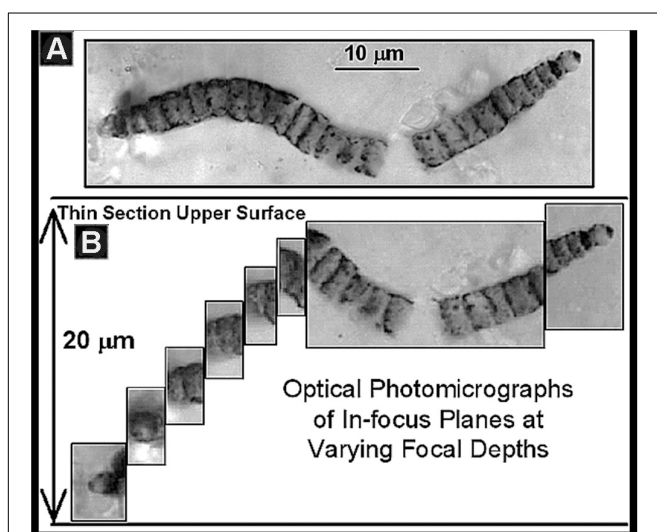 A
10 μm
Thin Section Upper Surface
B
20 μm
Optical Photomicrographs
of In-focus Planes at
Varying Focal Depths